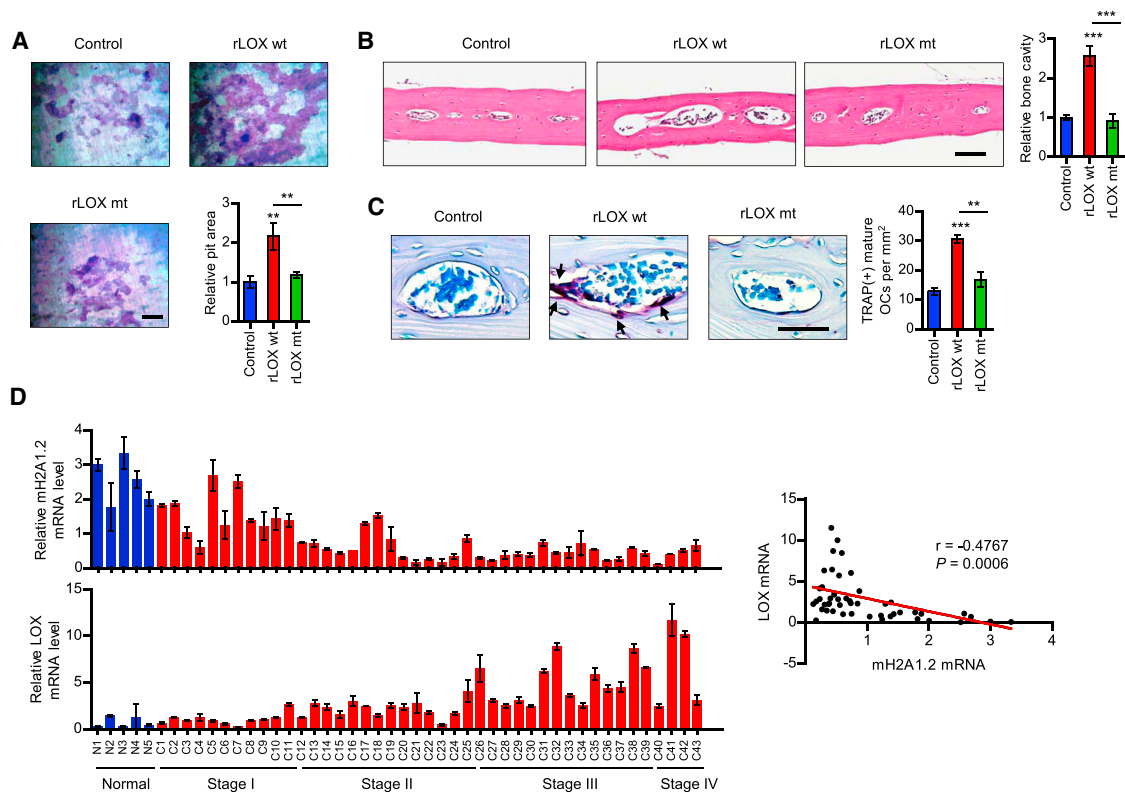 A
Control
rLOX wt
rLOX mt
Relative pit area
3
2
1
0
**
**
Control
rLOX wt
rLOX mt
B
Control
rLOX wt
rLOX mt
Relative bone cavity
3
2
1
0
***
***
Control
rLOX wt
rLOX mt
C
Control
rLOX wt
rLOX mt
TRAP(+) mature
OCs per mm2
40
30
20
10
0
***
**
Control
rLOX wt
rLOX mt
D
Relative mH2A1.2
mRNA level
4
3
2
1
0
Relative LOX
mRNA level
15
10
5
0
N1 N2 N3 N4 N5 C1 C2 C3 C4 C5 C6 C7 C8 C9 C10 C11 C12 C13 C14 C15 C16 C17 C18 C19 C20 C21 C22 C23 C24 C25 C26 C27 C28 C29 C30 C31 C32 C33 C34 C35 C36 C37 C38 C39 C40 C41 C42 C43
Normal Stage I Stage II Stage III Stage IV
LOX mRNA
15
10
5
0
-5
1 2 3 4
mH2A1.2 mRNA
r = -0.4767
P = 0.0006